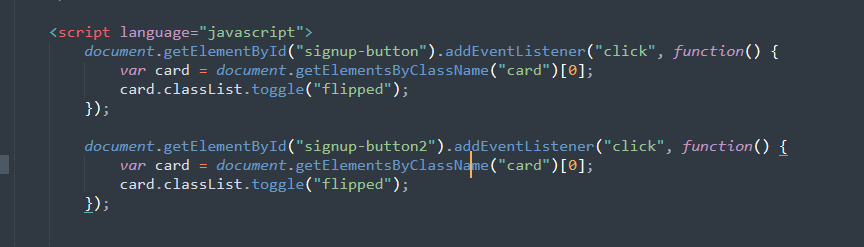 <script language="javascript">
document.getElementById("signup-button").addEventListener("click", function() {
var card = document.getElementsByClassName("card")[0];
card.classList.toggle("flipped");
});
document.getElementById("signup-button2").addEventListener("click", function() {
var card = document.getElementsByClassName("card")[0];
card.classList.toggle("flipped");
});